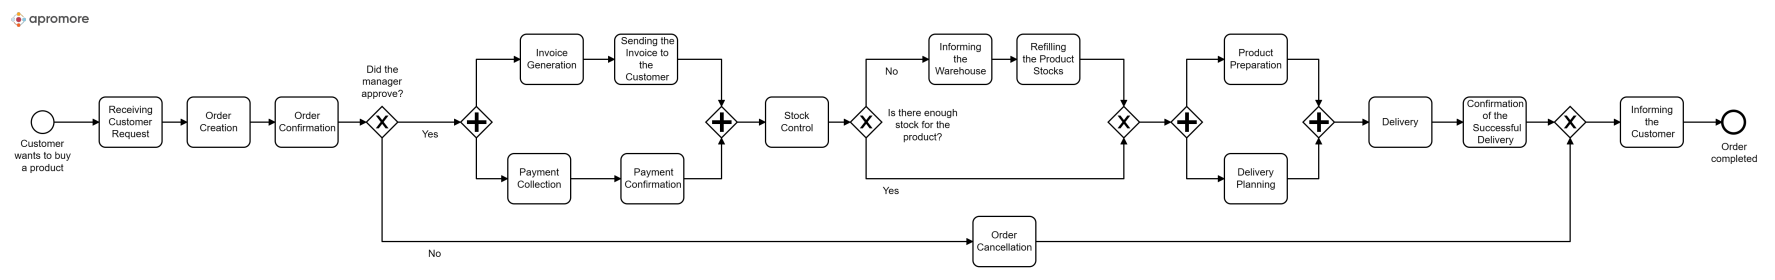 apromore
Customer
wants to buy
a product
Receiving
Customer
Request
Order
Creation
Order
Confirmation
Did the
manager
approve?
X
Yes
No
Invoice
Generation
Sending the
Invoice to
the
Customer
Payment
Collection
Payment
Confirmation
Stock
Control
X
Is there enough
stock for the
product?
No
Yes
Informing
the
Warehouse
Refilling
the Product
Stocks
X
Product
Preparation
Delivery
Planning
Delivery
Confirmation
of the
Successful
Delivery
Order
Cancellation
X
Informing
the
Customer
Order
completed